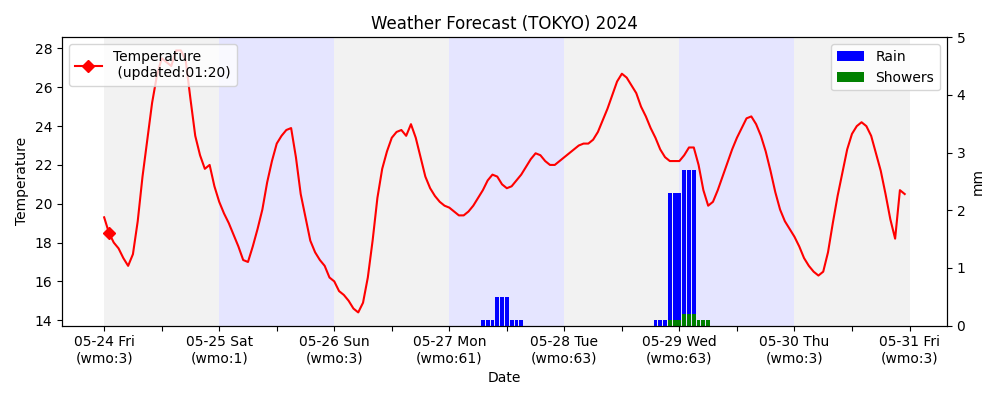 Weather Forecast (TOKYO) 2024
Temperature
(updated:01:20)
Rain
Showers
Temperature
28
26
24
22
20
18
16
14
5
4
3
2
1
0
mm
05-24 Fri
(wmo:3)
05-25 Sat
(wmo:1)
05-26 Sun
(wmo:3)
05-27 Mon
(wmo:61)
05-28 Tue
(wmo:63)
05-29 Wed
(wmo:63)
05-30 Thu
(wmo:3)
05-31 Fri
(wmo:3)
Date